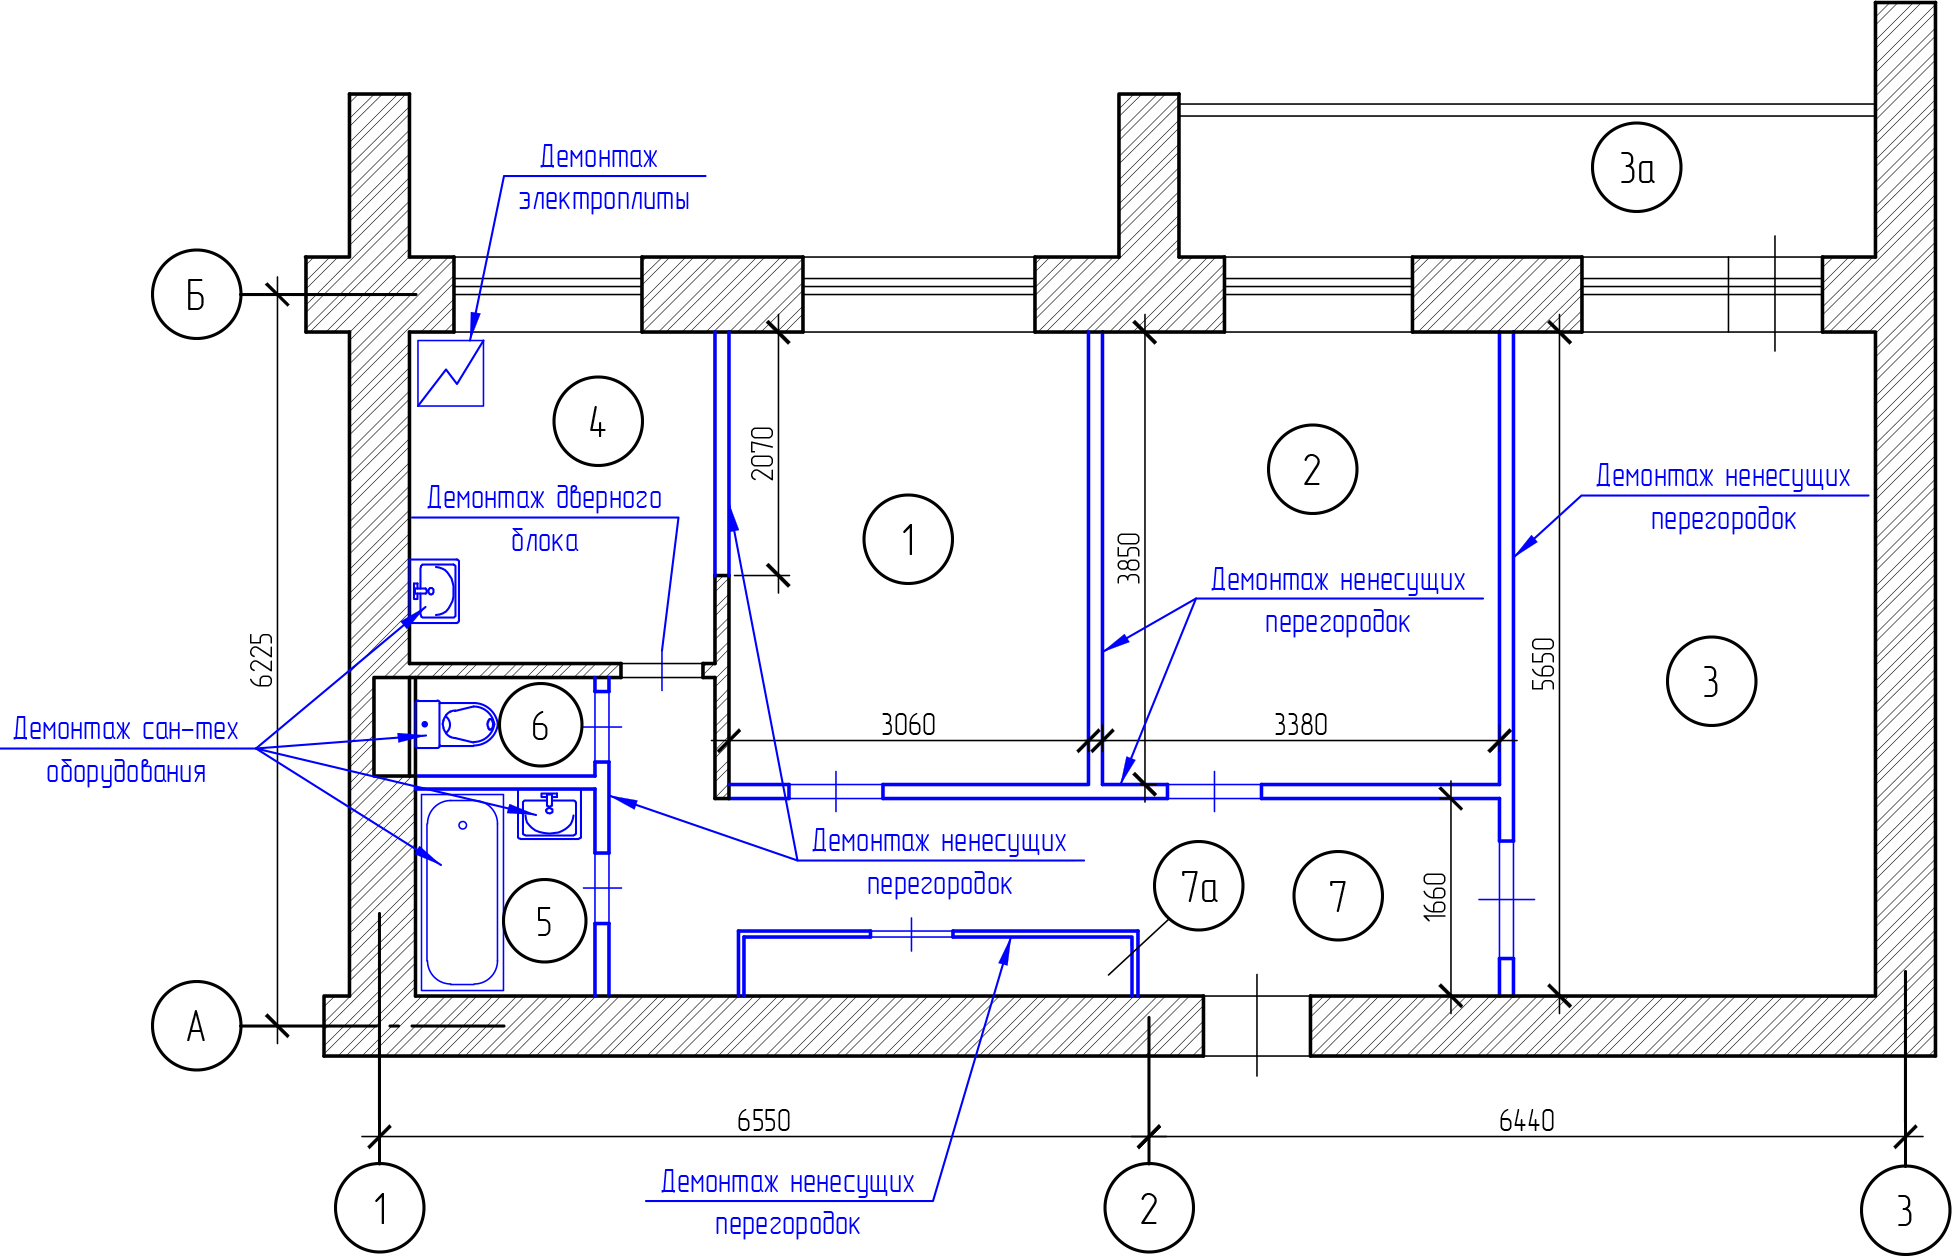 Демонтаж
электроплиты
3а
Б
4
2070
1
2
Демонтаж ненесущих
перегородок
Демонтаж дверного
блока
3850
Демонтаж ненесущих
перегородок
6225
5650
3
Демонтаж сан-тех
оборудования
6
3060
3380
Демонтаж ненесущих
перегородок
7а
7
1660
5
А
6550
6440
Демонтаж ненесущих
перегородок
1
2
3